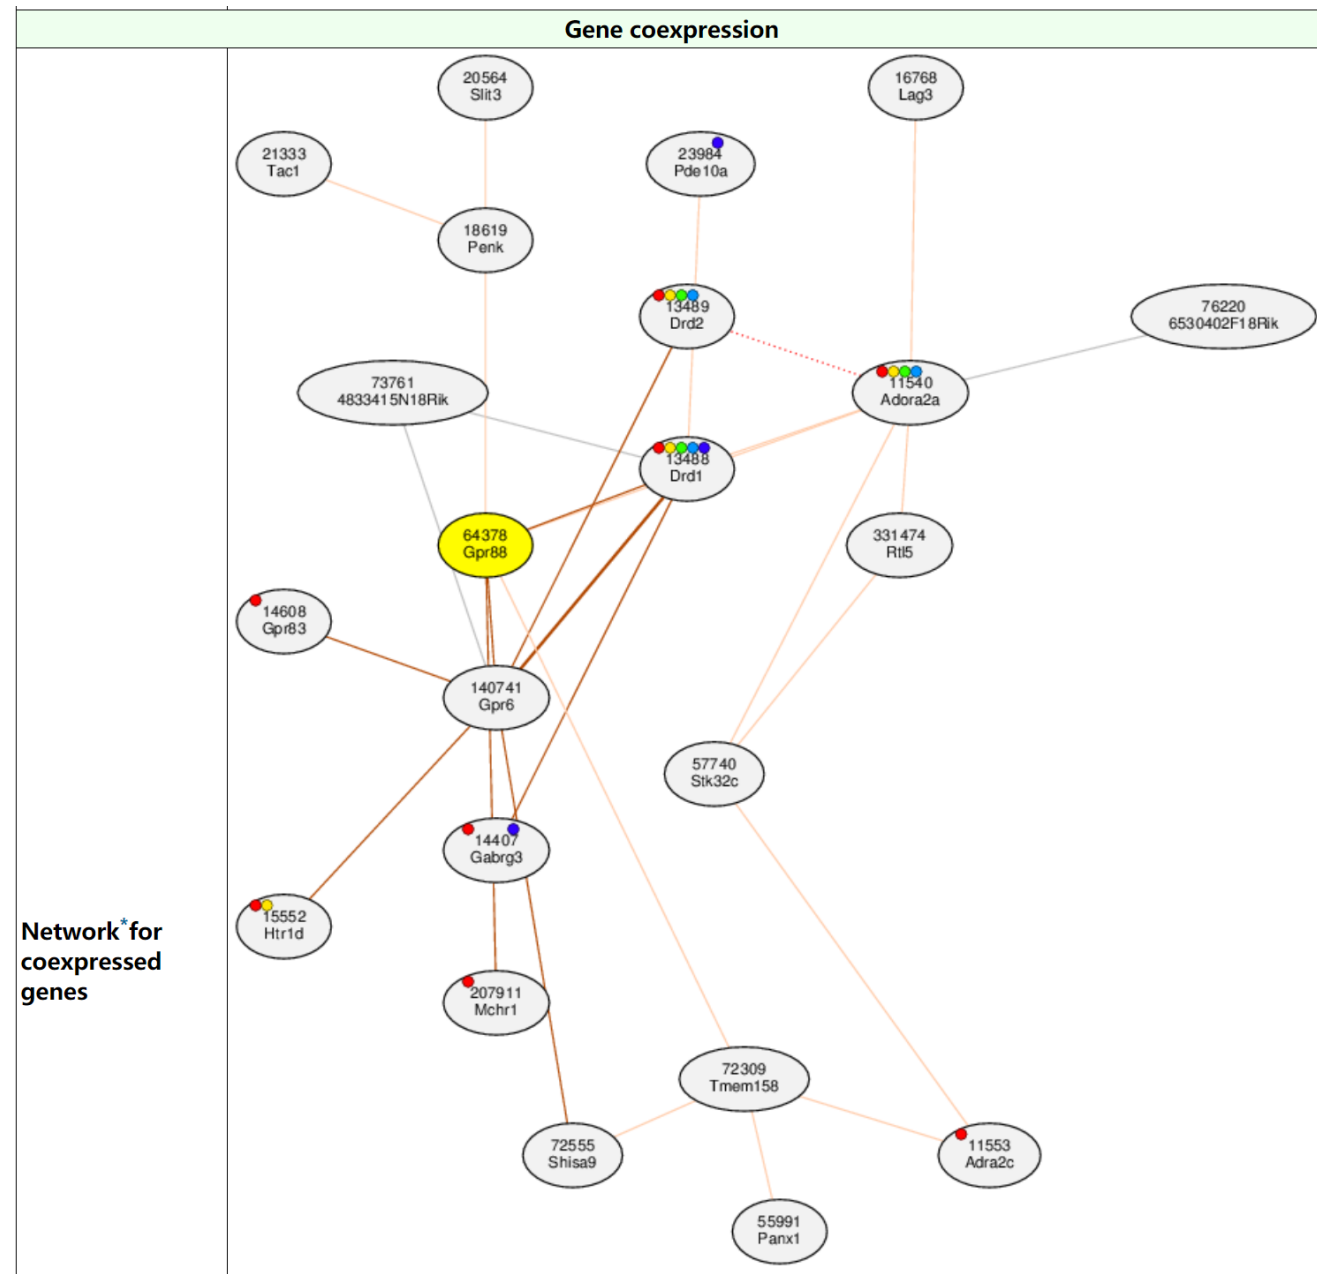 Gene coexpression
20564
Slit3
16768
Lag3
21333
Tac1
23984
Pde10a
18619
Penk
13489
Drd2
76220
6530402F18Rik
73761
4833415N18Rik
11540
Adora2a
13488
Drd1
64378
Gpr88
331474
Rtl5
14608
Gpr83
140741
Gpr6
57740
Stk32c
14407
Gabrg3
15552
Htr1d
Network*for
coexpressed
genes
207911
Mchr1
72309
Tmem158
72555
Shisa9
11553
Adra2c
55991
Panx1